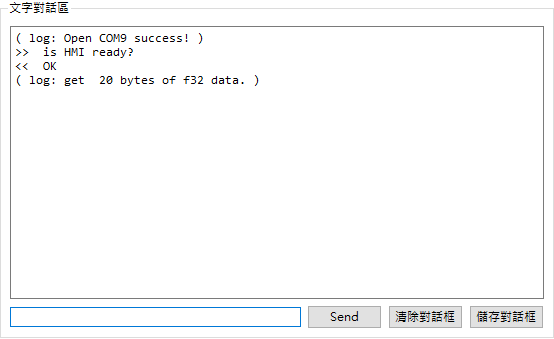 文字對話區
( log: Open COM9 success! )
>>  is HMI ready?
<<  OK
( log: get  20 bytes of f32 data. )
Send
清除對話框
儲存對話框